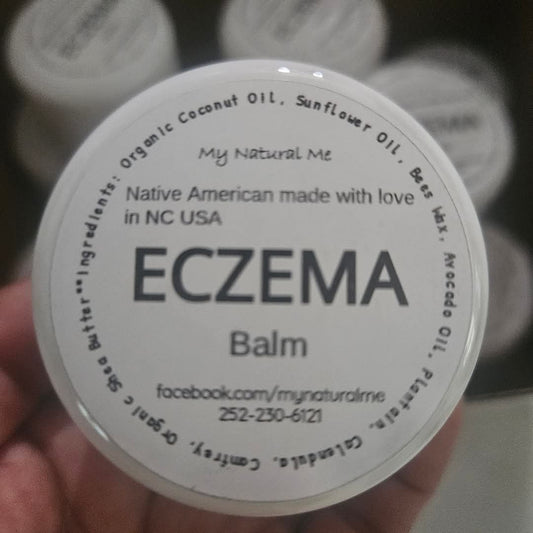 Ingredients: Organic Coconut Oil, Sunflower Oil, Bees Wax, Avocado Oil, Plantain, Calendula, Comfrey, Organic Shea Butter**
My Natural Me
Native American made with love
in NC USA
ECZEMA
Balm
facebook.com/mynaturalme
252-230-6121
ECZEMA